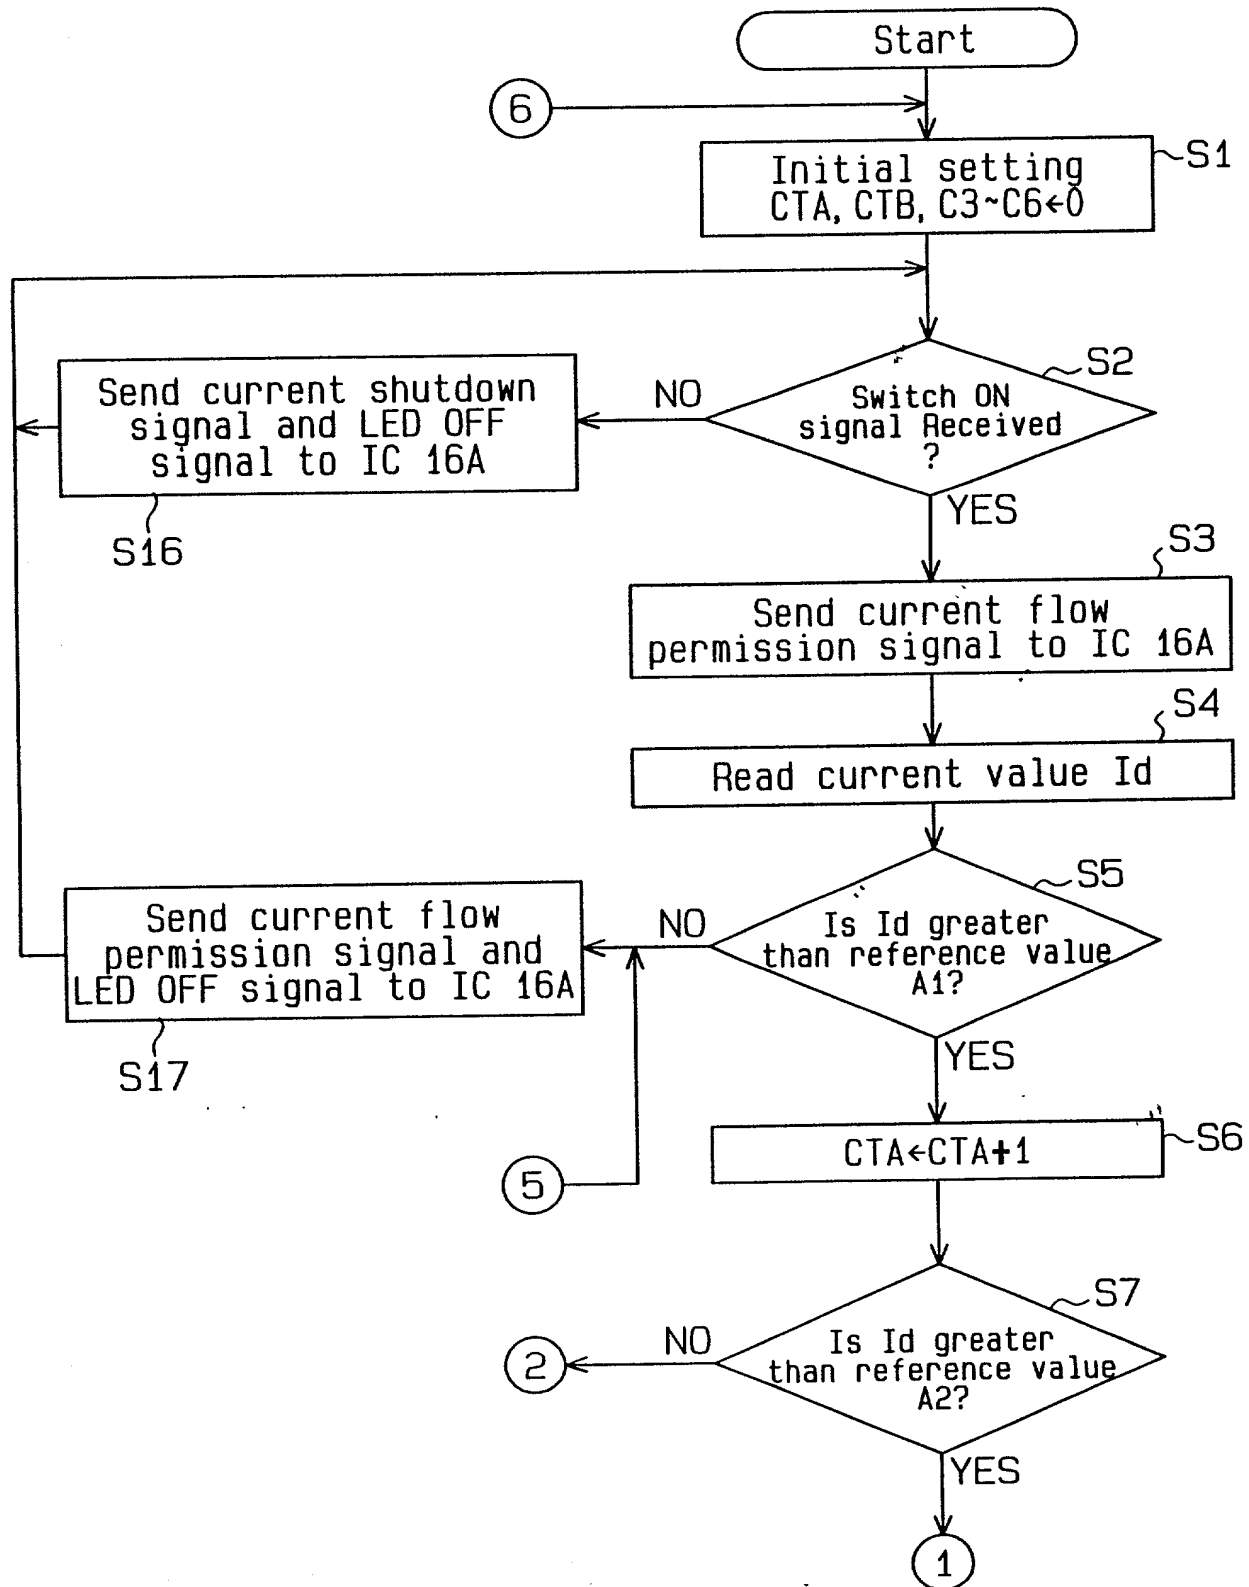 Start
6
Initial setting
CTA, CTB, C3~C6←0
S1
S2
Switch ON
signal Received
?
NO
Send current shutdown
signal and LED OFF
signal to IC 16A
S16
YES
S3
Send current flow
permission signal to IC 16A
S4
Read current value Id
S5
Is Id greater
than reference value
A1?
NO
Send current flow
permission signal and
LED OFF signal to IC 16A
S17
YES
S6
CTA←CTA+1
5
S7
Is Id greater
than reference value
A2?
NO
2
YES
1